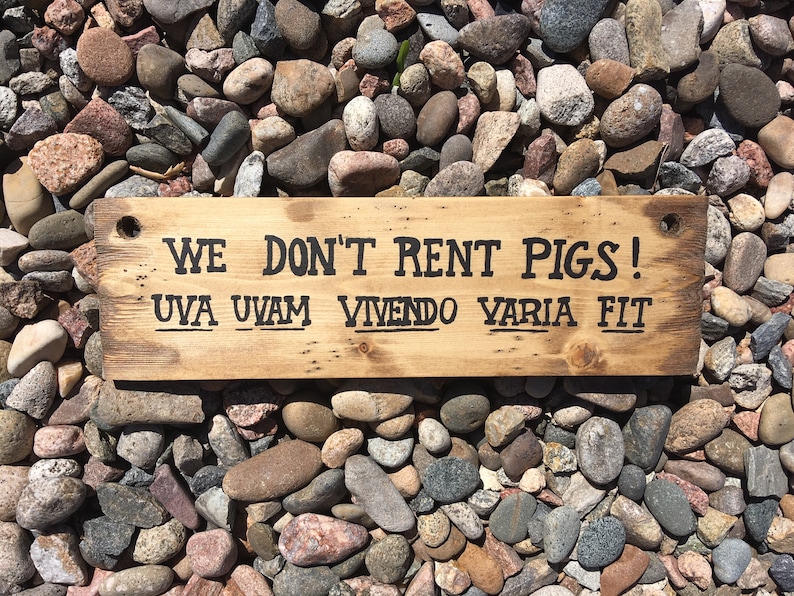 WE DON'T RENT PIGS!
UVA UVAM VIVENDO VARIA FIT